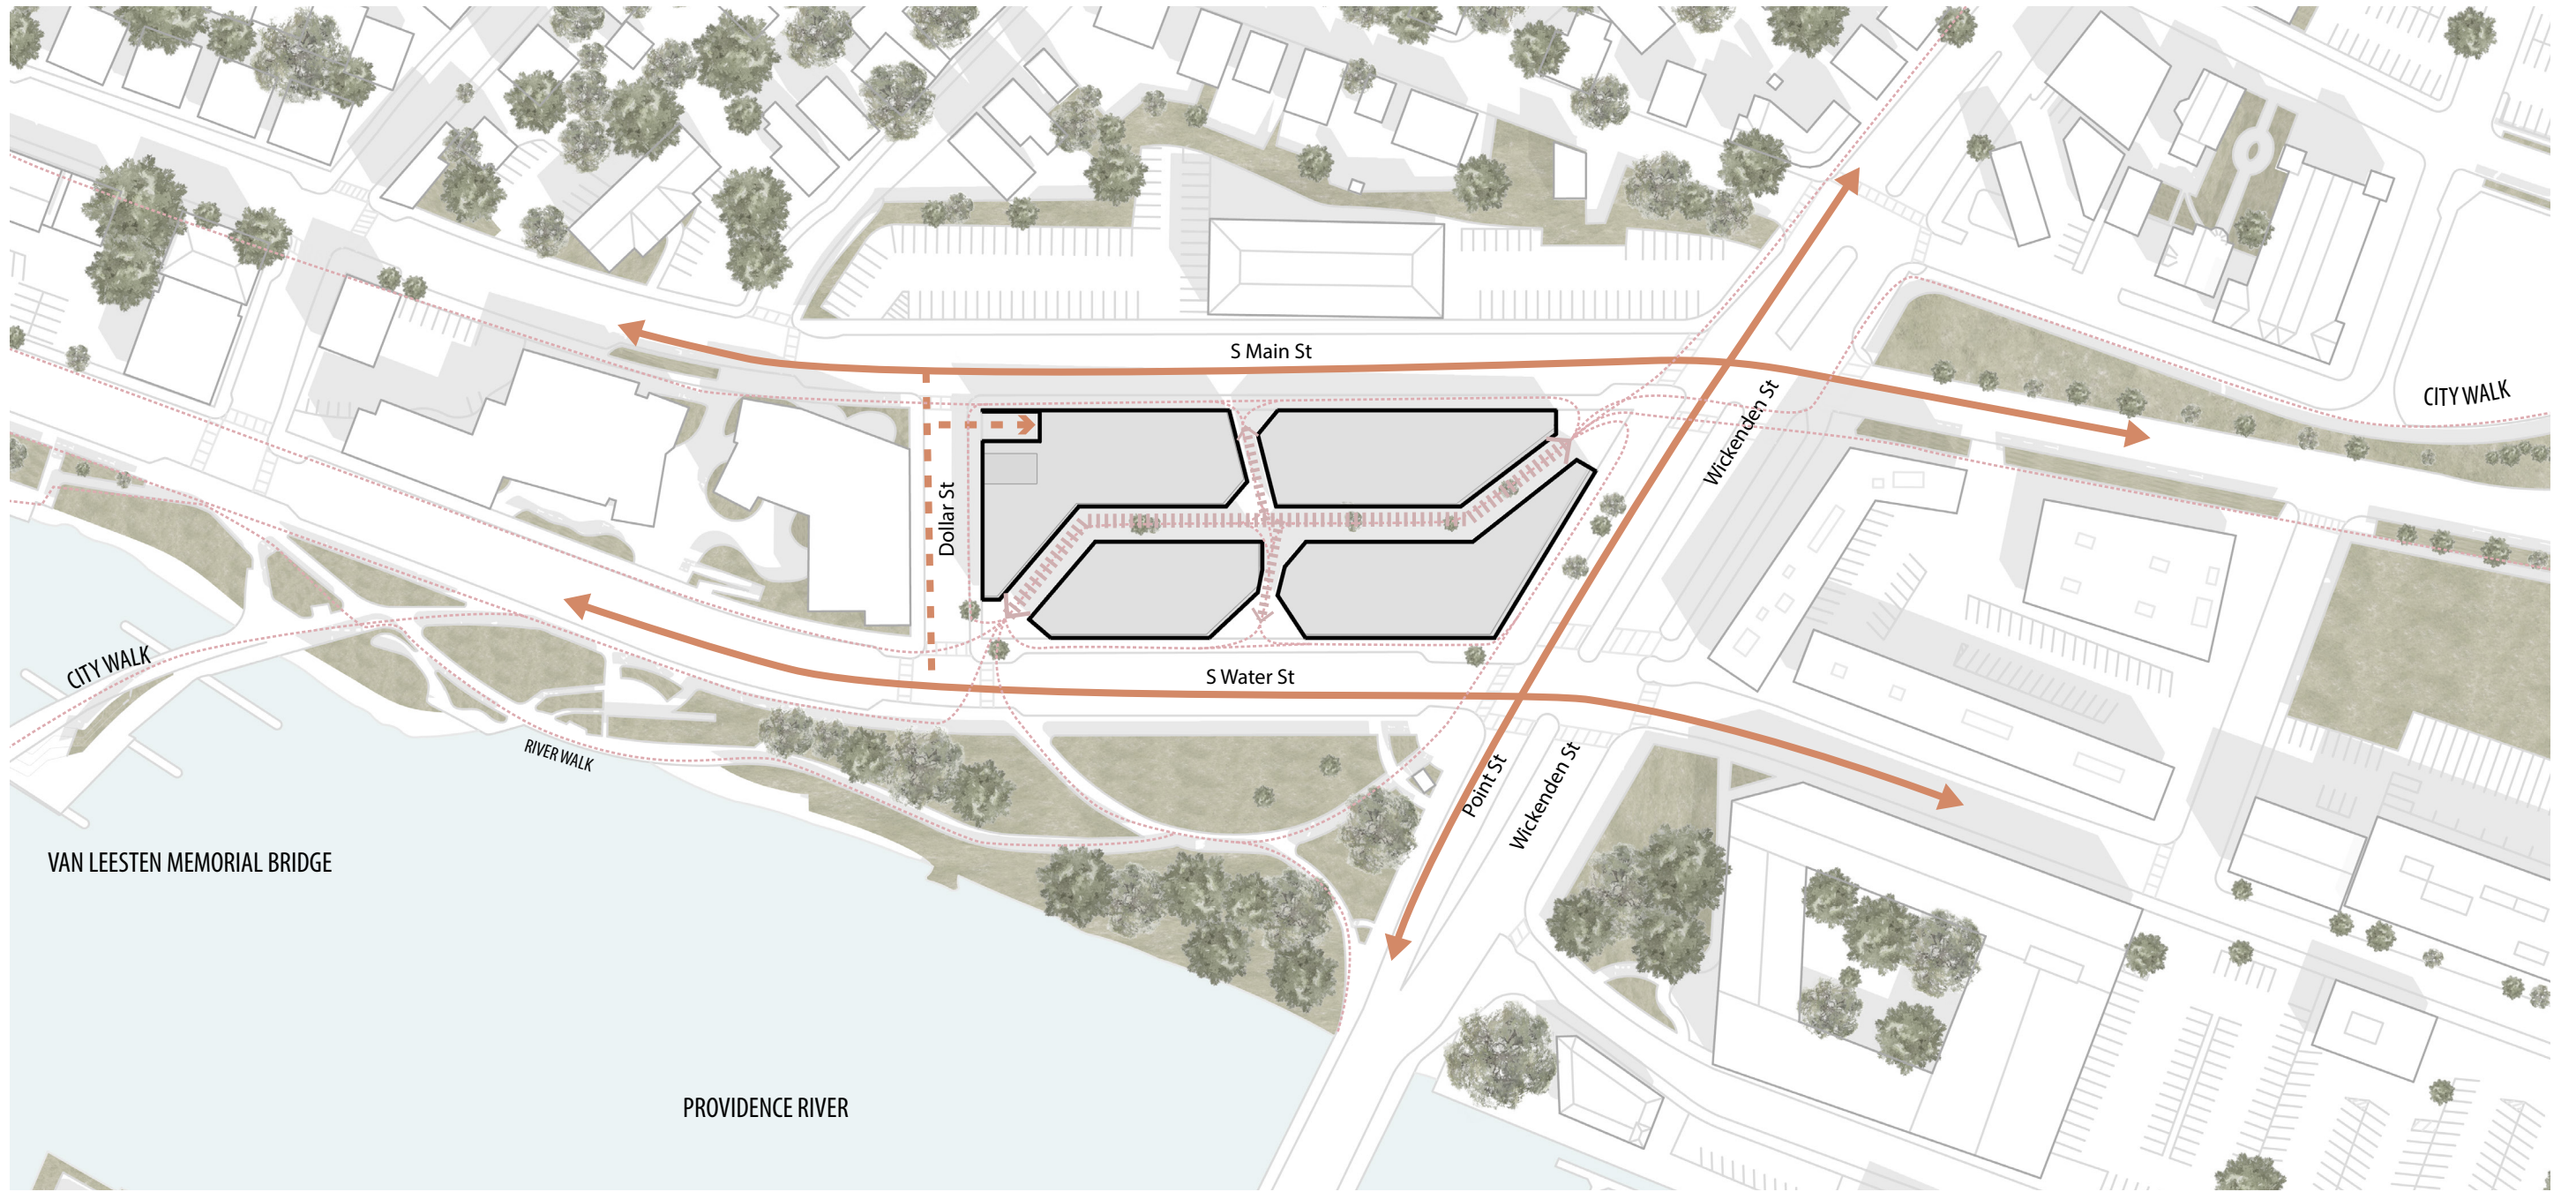 S Main St
Wickenden St
CITY WALK
Dollar St
CITY WALK
S Water St
RIVER WALK
Point St
Wickenden St
VAN LEESTEN MEMORIAL BRIDGE
PROVIDENCE RIVER